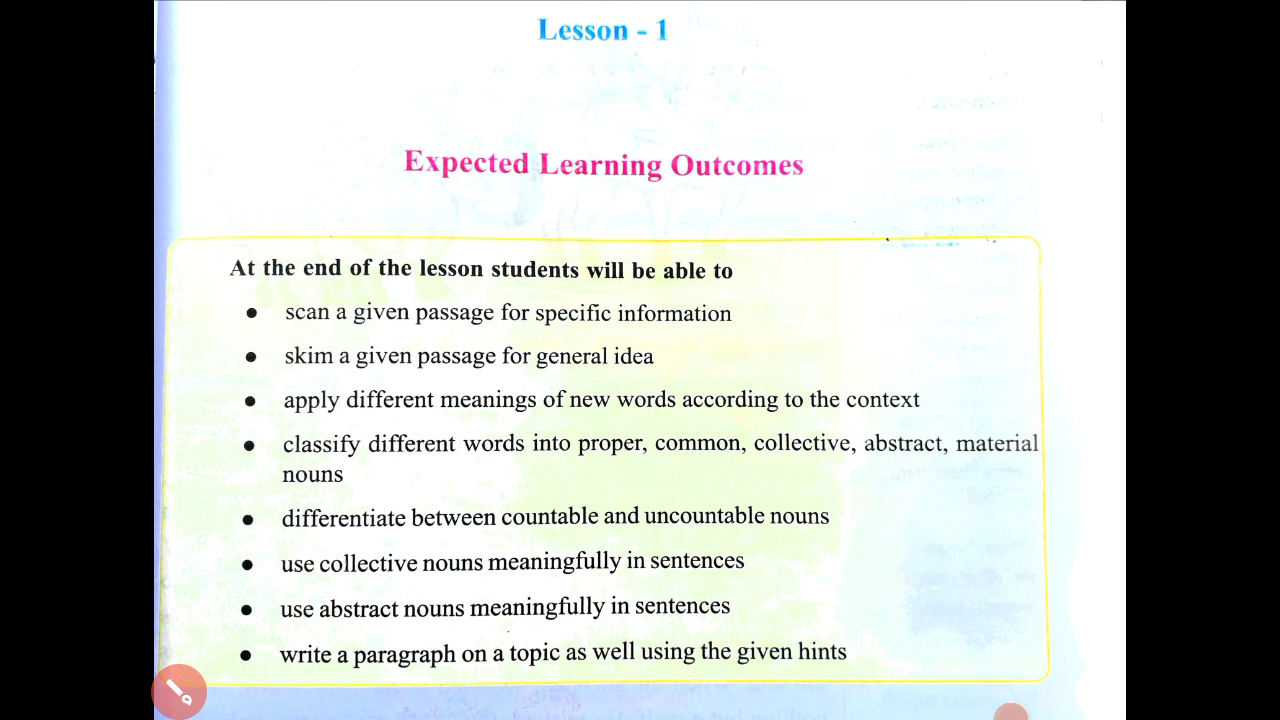 Lesson - 1
Expected Learning Outcomes
At the end of the lesson students will be able to
● scan a given passage for specific information
● skim a given passage for general idea
● apply different meanings of new words according to the context
● classify different words into proper, common, collective, abstract, material
nouns
● differentiate between countable and uncountable nouns
● use collective nouns meaningfully in sentences
● use abstract nouns meaningfully in sentences
● write a paragraph on a topic as well using the given hints